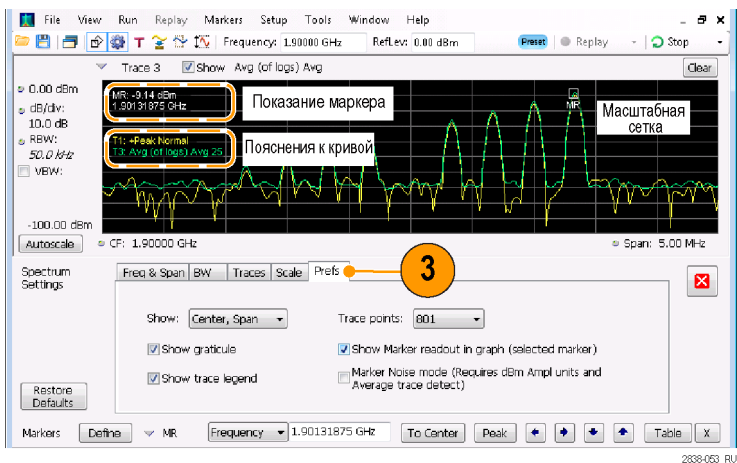 File View Run Replay Markers Setup Tools Window Help
Frequency: 1.90000 GHz RefLev: 0.00 dBm Preset Replay Stop
Trace 3 Show Avg (of logs) Avg Clear
0.00 dBm
dB/div:
10.0 dB
RBW:
50.0 kHz
VBW:
-100.00 dBm
MR: -9.14 dBm
1.90131875 GHz
Показание маркера
T1: +Peak Normal
T3: Avg (of logs) Avg 25
Пояснения к кривой
MR
Масштабная
сетка
Autoscale CF: 1.90000 GHz Span: 5.00 MHz
Spectrum
Settings
Freq & Span BW Traces Scale Prefs
3
Show: Center, Span Trace points: 801
Show graticule Show Marker readout in graph (selected marker)
Show trace legend Marker Noise mode (Requires dBm Ampl units and
Average trace detect)
Restore
Defaults
Markers Define MR Frequency 1.90131875 GHz To Center Peak Table X
2838-053 RU